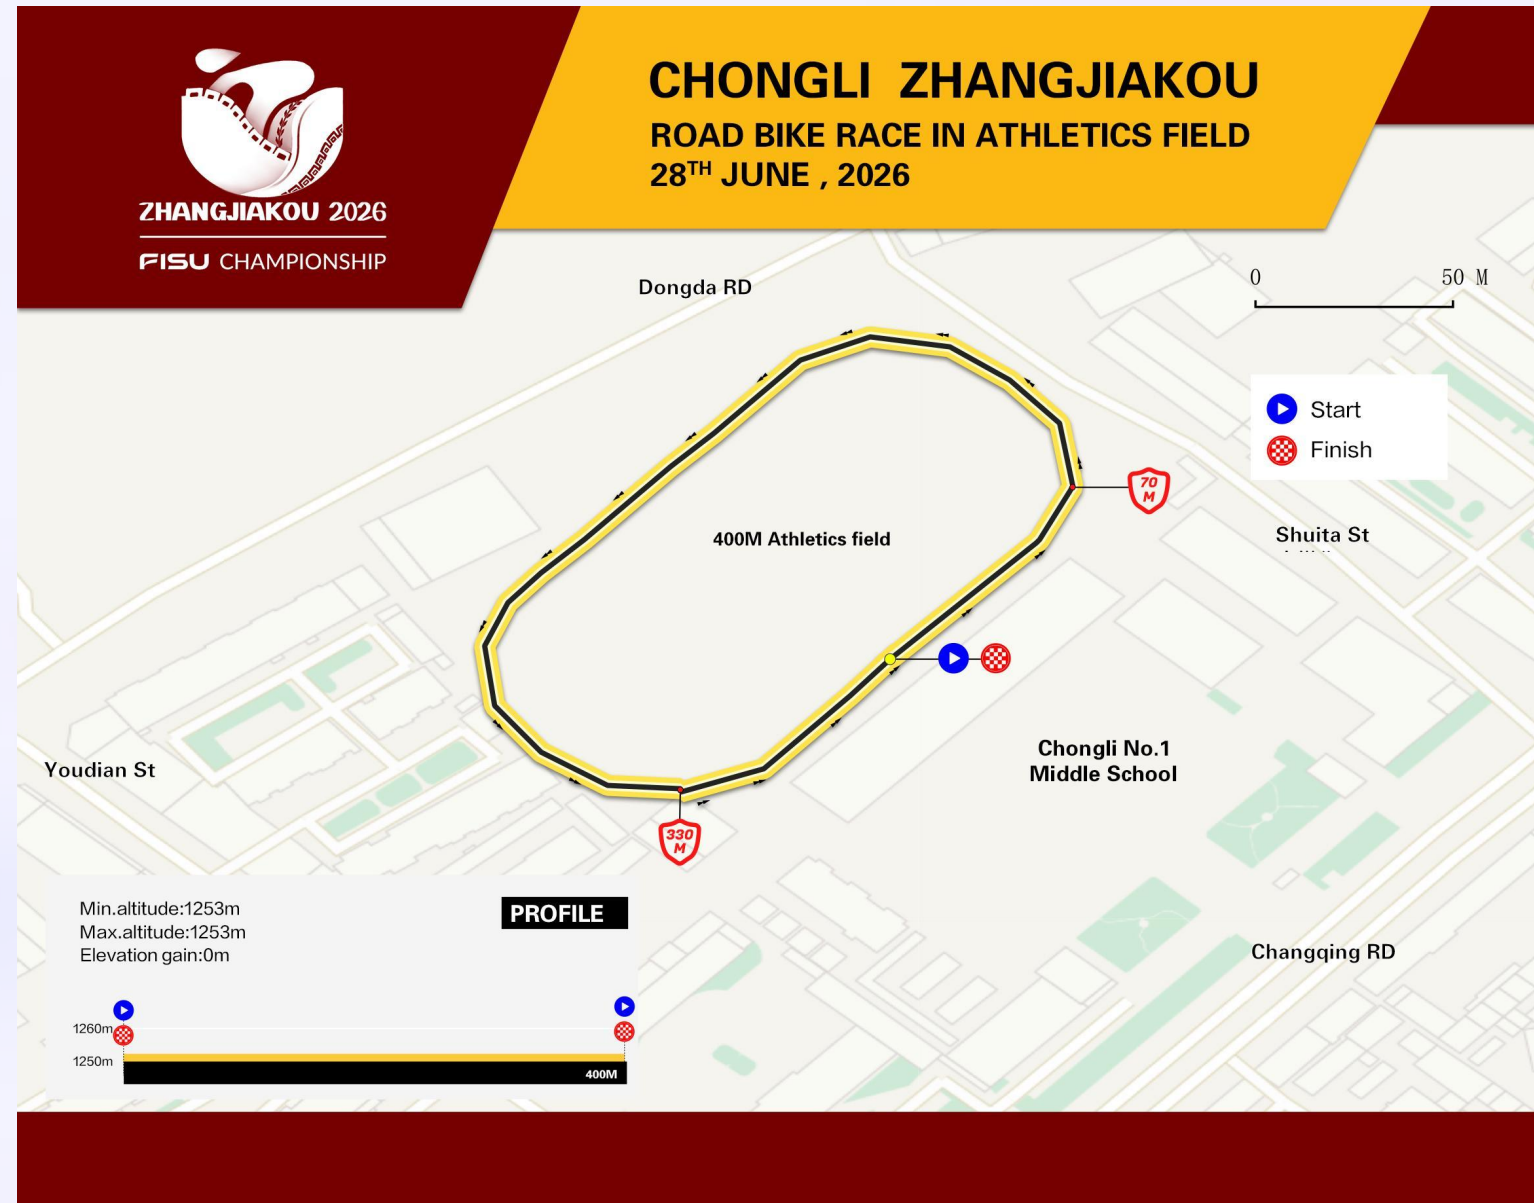 ZHANGJIAKOU 2026
FISU CHAMPIONSHIP
CHONGLI ZHANGJIAKOU
ROAD BIKE RACE IN ATHLETICS FIELD
28TH JUNE , 2026
Dongda RD
0 50 M
Start
Finish
70
M
400M Athletics field
Shuita St
Chongli No.1
Middle School
Youdian St
330
M
Changqing RD
Min.altitude:1253m
Max.altitude:1253m
Elevation gain:0m
PROFILE
1260m
1250m
400M